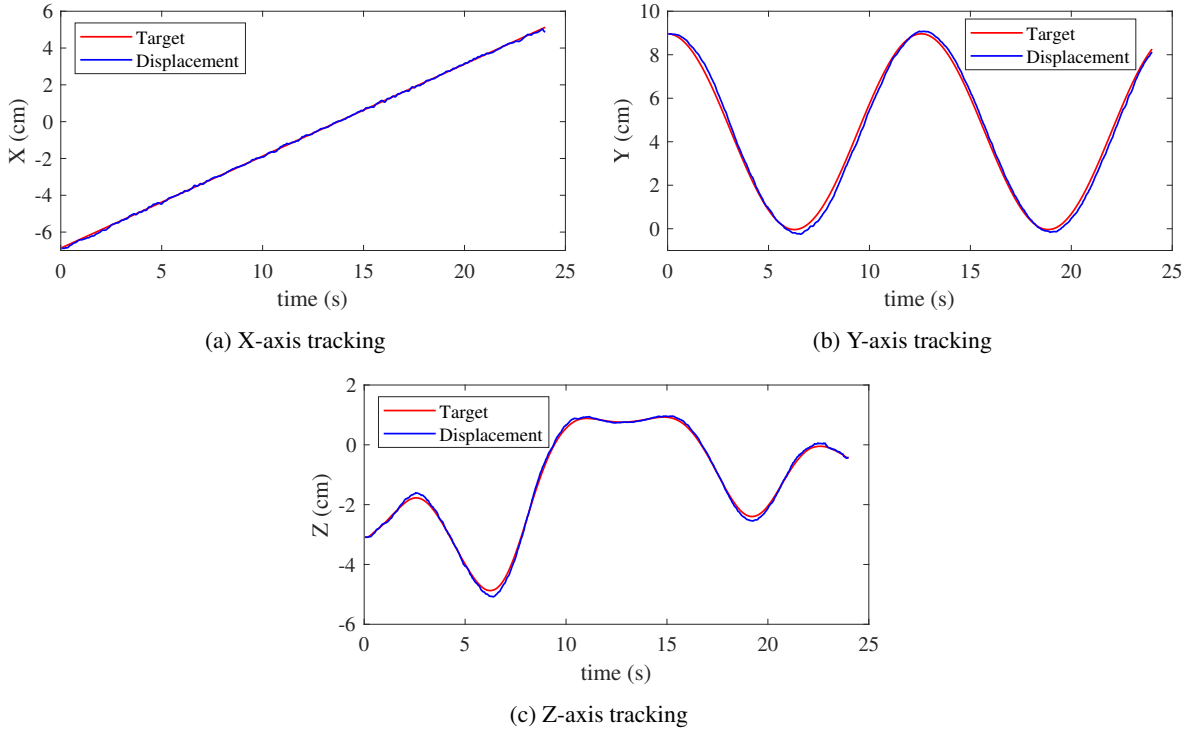 6
4
2
0
-2
-4
-6
X (cm)
Target
Displacement
0 5 10 15 20 25
time (s)
(a) X-axis tracking
10
8
6
4
2
0
Y (cm)
Target
Displacement
0 5 10 15 20 25
time (s)
(b) Y-axis tracking
2
0
-2
-4
-6
Z (cm)
Target
Displacement
0 5 10 15 20 25
time (s)
(c) Z-axis tracking